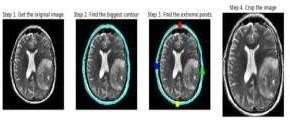 Step 1. Get the original image
Step 2. Find the biggest contour
Step 3. Find the extreme points
Step 4. Crop the image